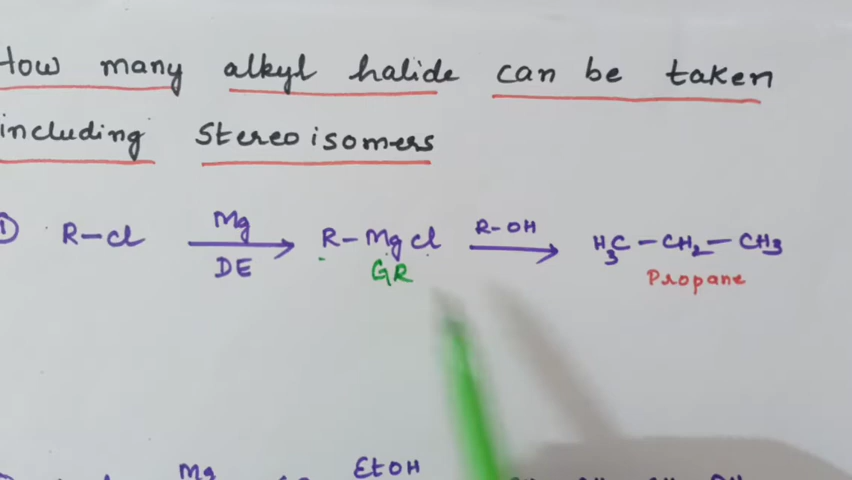 How many alkyl halide can be taken
including Stereoisomers
① R-Cl Mg DE R-MgCl R-OH H3C-CH2-CH3
GR Propane
Mg EtOH